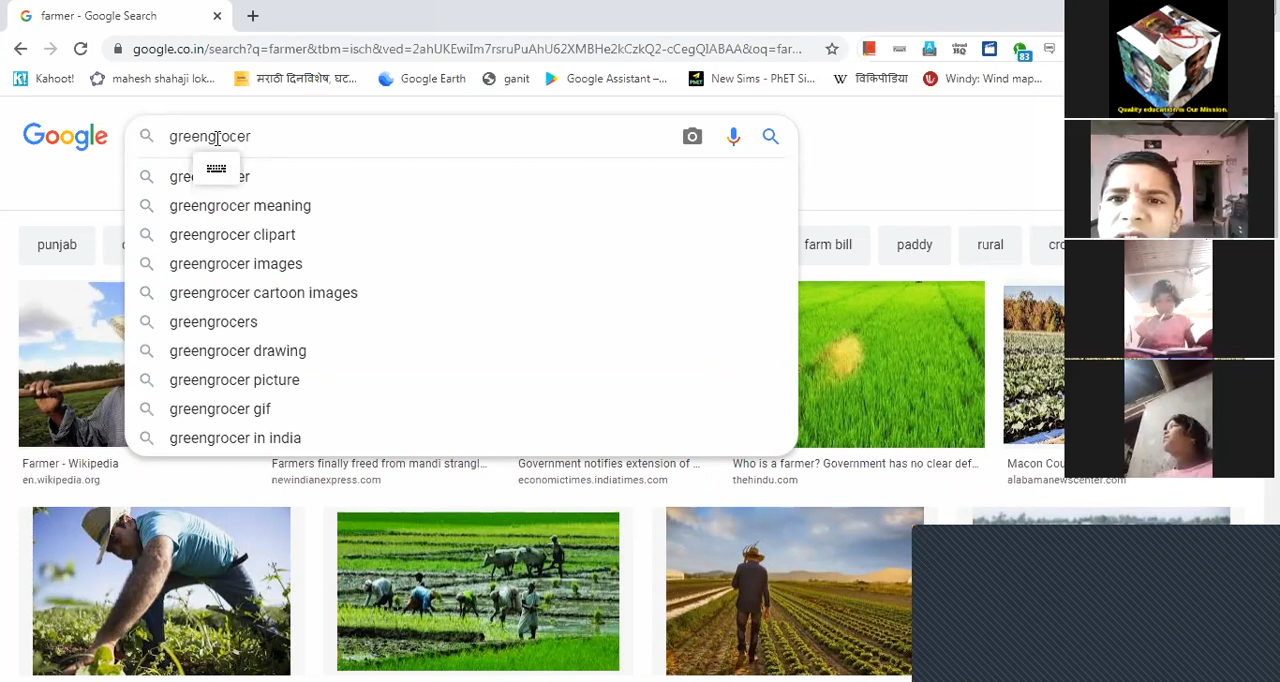 farmer - Google Search
google.co.in/search?q=farmer&tbm=isch&ved=2ahUKEwiIm7rsruPuAhU62XMBHe2kCzkQ2-cCegQIABAA&oq=far...
83
Kahoot!
mahesh shahaji lok...
मराठी दिनविशेष, घट...
Google Earth
ganit
Google Assistant –...
New Sims - PhET Si...
विकिपीडिया
Windy: Wind map...
Quality education is Our Mission.
Google
greengrocer
greengrocer meaning
greengrocer clipart
greengrocer images
greengrocer cartoon images
greengrocers
greengrocer drawing
greengrocer picture
greengrocer gif
greengrocer in india
punjab
farm bill
paddy
rural
Farmer - Wikipedia
en.wikipedia.org
Farmers finally freed from mandi strangl...
newindianexpress.com
Government notifies extension of ...
economictimes.indiatimes.com
Who is a farmer? Government has no clear def...
thehindu.com
Macon Cou
alabamanewscenter.com